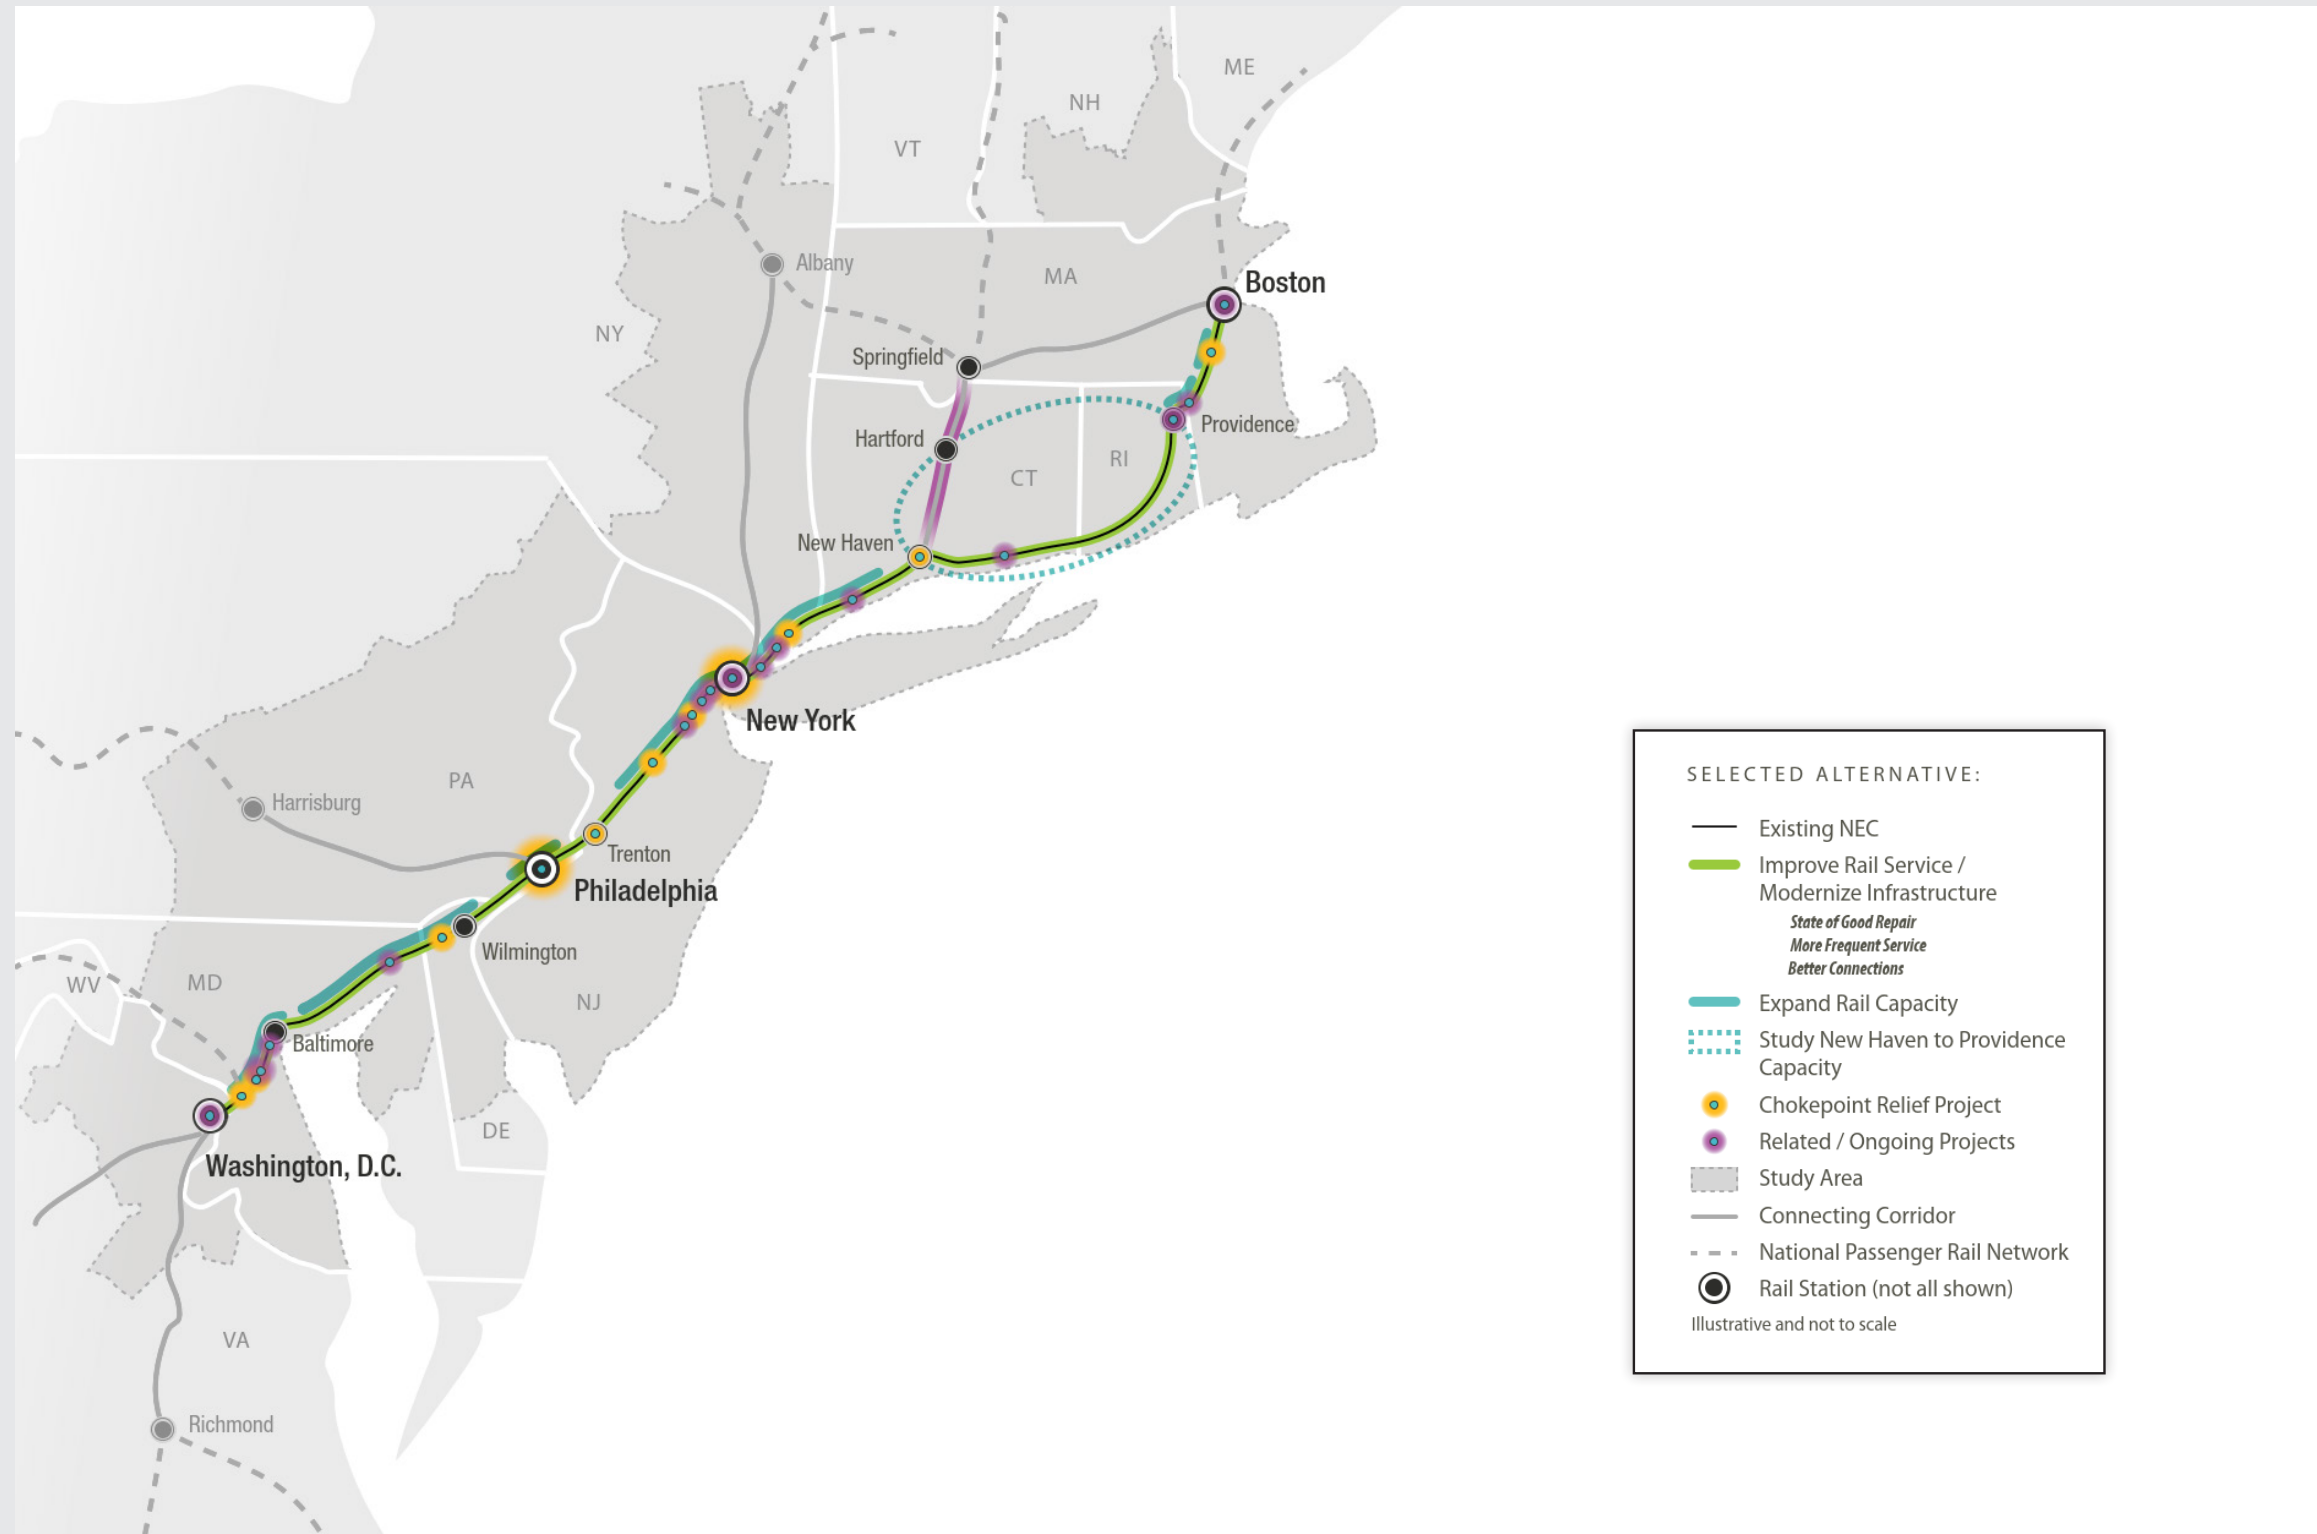 ME
NH
VT
Albany
MA
Boston
NY
Springfield
Providence
Hartford
RI
CT
New Haven
New York
PA
Harrisburg
Trenton
Philadelphia
Wilmington
WV
MD
NJ
Baltimore
DE
Washington, D.C.
VA
Richmond
SELECTED ALTERNATIVE:
Existing NEC
Improve Rail Service /
Modernize Infrastructure
State of Good Repair
More Frequent Service
Better Connections
Expand Rail Capacity
Study New Haven to Providence
Capacity
Chokepoint Relief Project
Related / Ongoing Projects
Study Area
Connecting Corridor
National Passenger Rail Network
Rail Station (not all shown)
Illustrative and not to scale